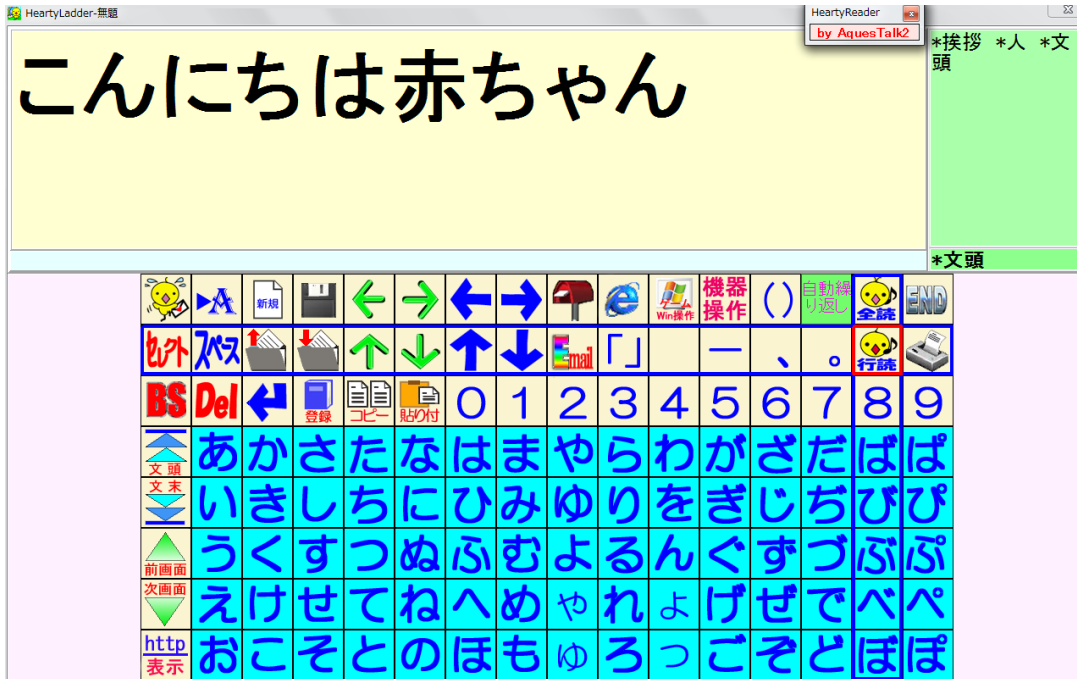 HeartyLadder-無題
HeartyReader
by AquesTalk2
こんにちは赤ちゃん
*挨拶 *人 *文
頭
*文頭
A 新規 Win操作 機器操作 () 自動繰り返し 全読 END
セレクト スペース Email 「」 ー 、 。 行読
BS Del 登録 コピー 貼り付 0 1 2 3 4 5 6 7 8 9
文頭 あ か さ た な は ま や ら わ が ざ だ ば ぱ
文末 い き し ち に ひ み ゆ り を ぎ じ ぢ び ぴ
前画面 う く す つ ぬ ふ む よ る ん ぐ ず づ ぶ ぷ
次画面 え け せ て ね へ め ゃ れ ょ げ ぜ で べ ぺ
http表示 お こ そ と の ほ も ゅ ろ っ ご ぞ ど ぼ ぽ